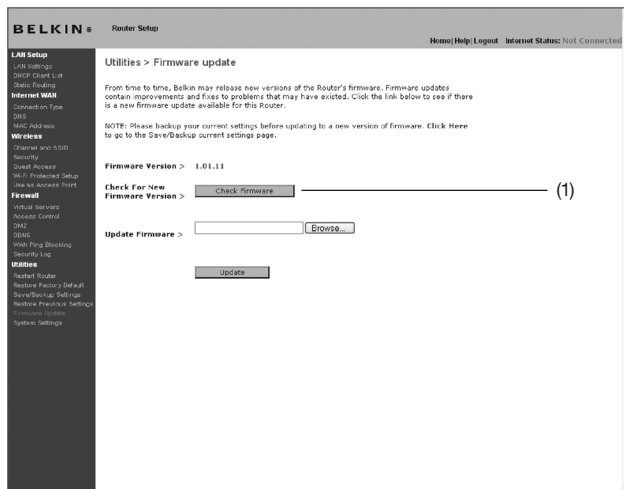 BELKIN®
Router Setup
Home|Help|Logout Internet Status: Not Connected
LAN Setup
LAN Settings
DHCP Client List
Static Routing
Internet WAN
Connection Type
DNS
MAC Address
Wireless
Channel and SSID
Security
Guest Access
Wi-Fi Protected Setup
Use as Access Point
Firewall
Virtual Servers
Access Control
DMZ
DDNS
WAN Ping Blocking
Security Log
Utilities
Restart Router
Restore Factory Default
Save/Backup Settings
Restore Previous Settings
Firmware Update
System Settings
Utilities > Firmware update
From time to time, Belkin may release new versions of the Router's firmware. Firmware updates
contain improvements and fixes to problems that may have existed. Click the link below to see if there
is a new firmware update available for this Router.
NOTE: Please backup your current settings before updating to a new version of firmware. Click Here
to go to the Save/Backup current settings page.
Firmware Version > 1.01.11
Check For New
Firmware Version > Check Firmware (1)
Update Firmware > Browse...
Update